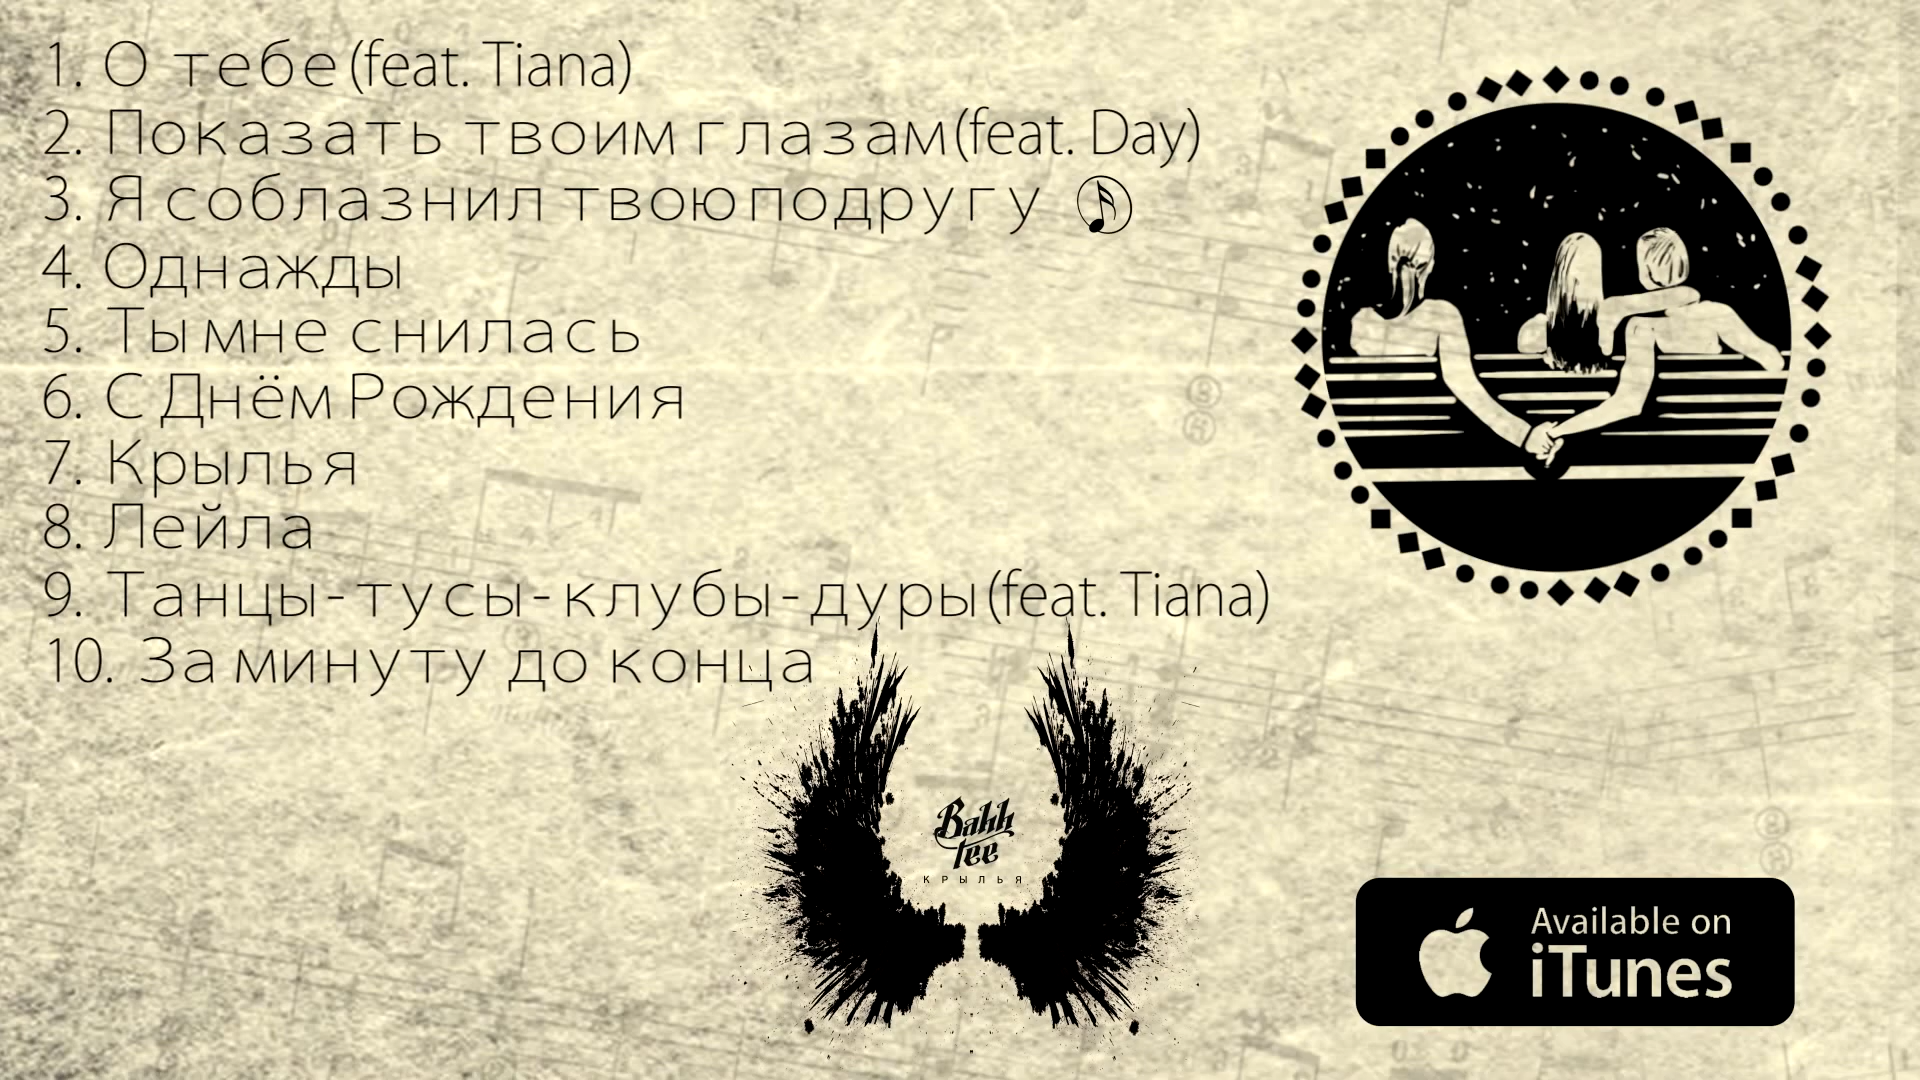 1. О тебе (feat. Tiana)
2. Показать твоим глазам (feat. Day)
3. Я соблазнил твою подругу
4. Однажды
5. Ты мне снилась
6. С Днём Рождения
7. Крылья
8. Лейла
9. Танцы-тусы-клубы-дуры (feat. Tiana)
10. За минуту до конца
Bahh
tee
КРЫЛЬЯ
Available on
iTunes